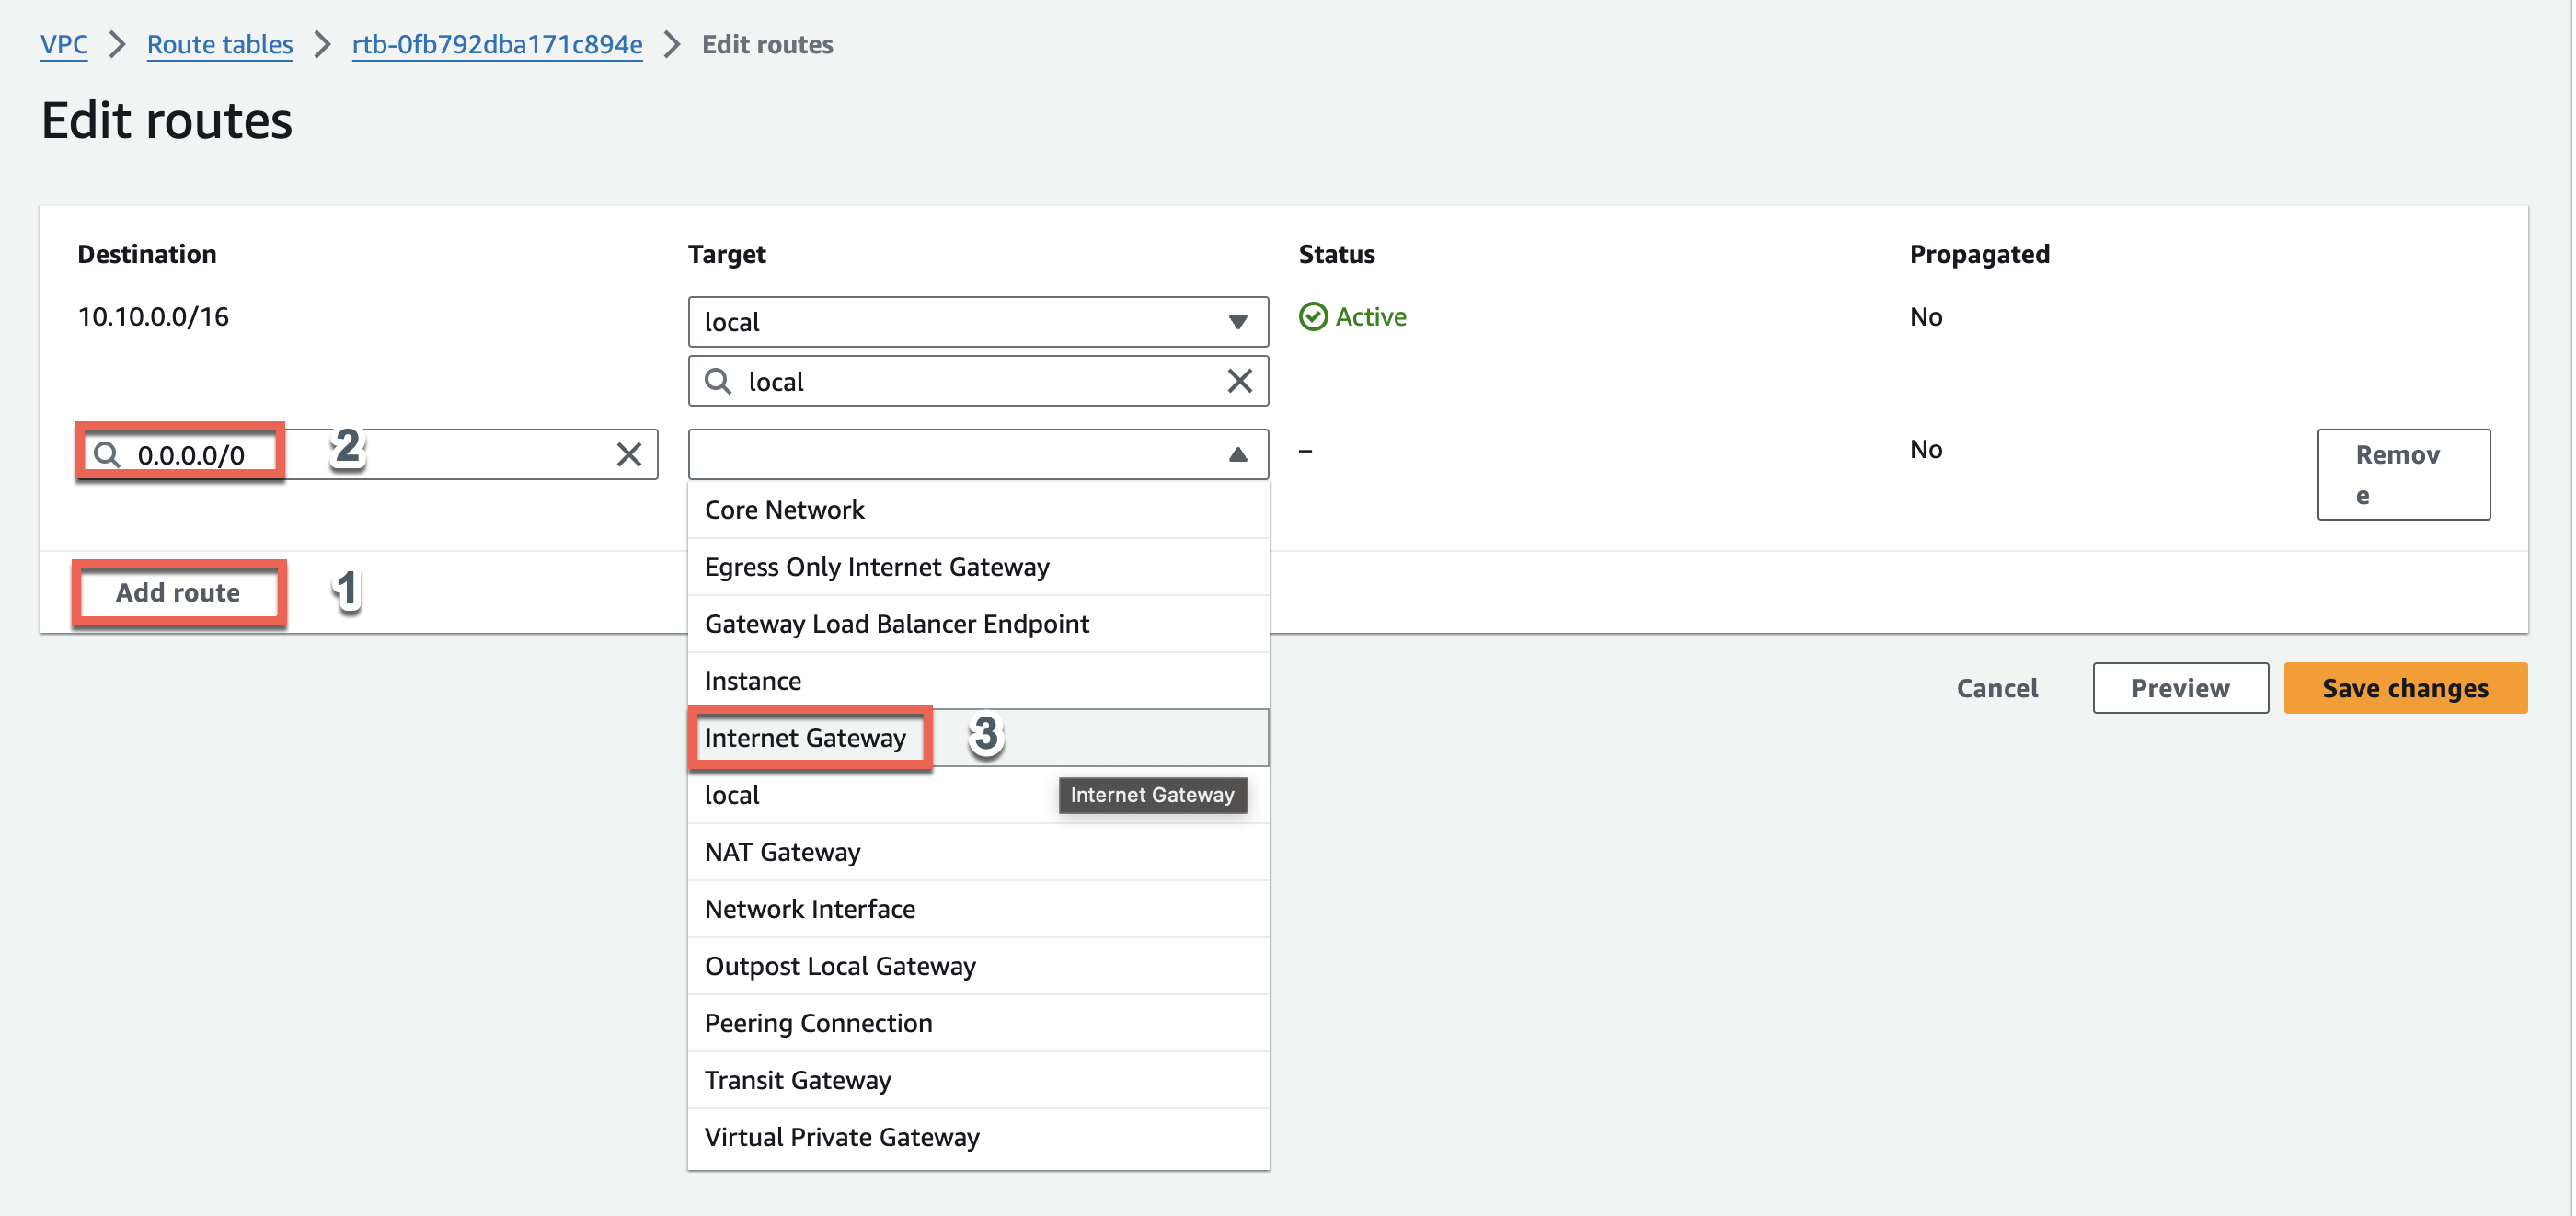 VPC > Route tables > rtb-0fb792dba171c894e > Edit routes
Edit routes
Destination Target Status Propagated
10.10.0.0/16 local Active No
local
0.0.0.0/0 2 – No Remov
e
Core Network
Egress Only Internet Gateway
Add route 1
Gateway Load Balancer Endpoint
Instance
Cancel Preview Save changes
Internet Gateway 3
local Internet Gateway
NAT Gateway
Network Interface
Outpost Local Gateway
Peering Connection
Transit Gateway
Virtual Private Gateway